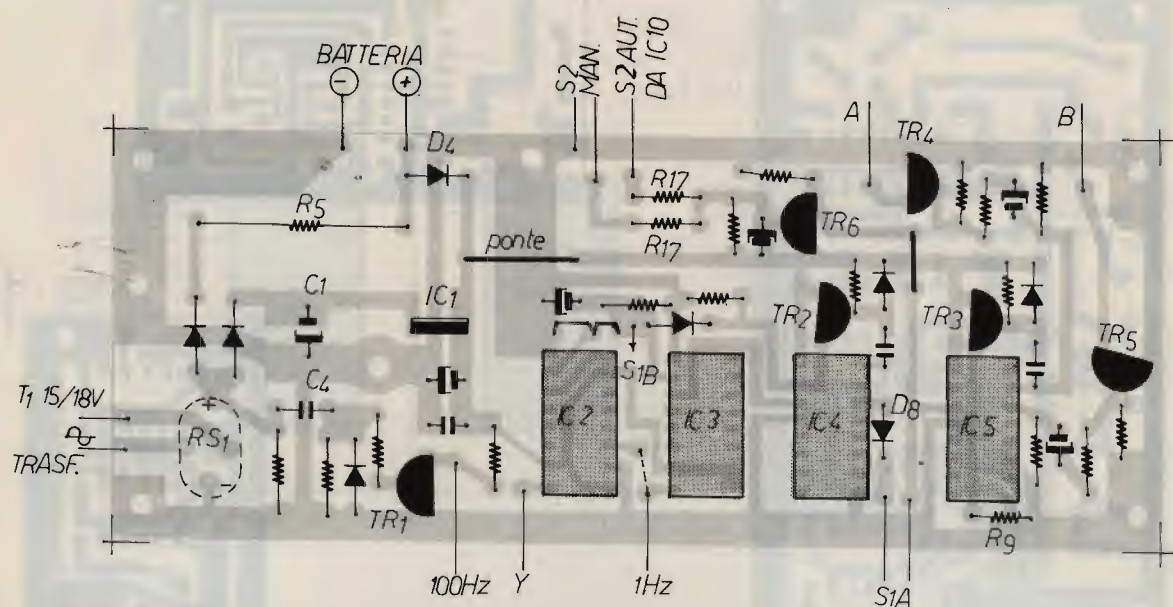 BATTERIA
- +
S2
MAN.
S2 AUT.
DA IC10
A
B
D4
TR4
R5
R17
R17
TR6
ponte
C1
IC1
TR2
TR3
TR5
S1B
T1 15/18V
TRASF.
RS1
+
-
C4
IC2
IC3
IC4
D8
IC5
TR1
R9
100Hz
Y
1Hz
S1A